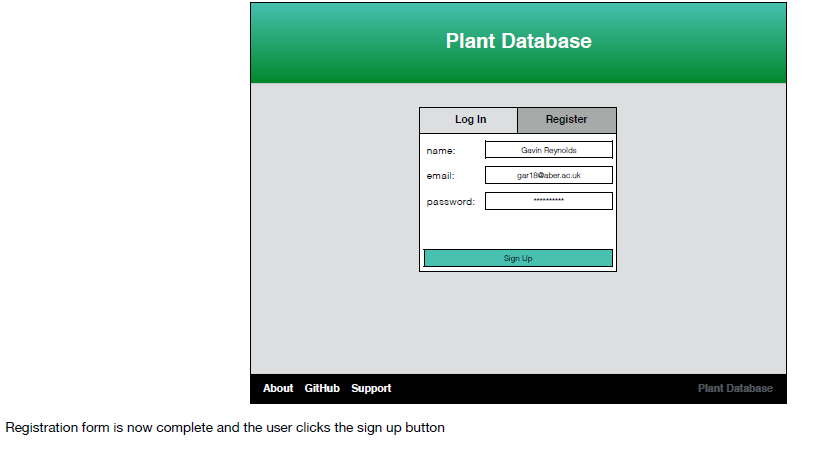 Plant Database
Log In Register
name: Gavin Reynolds
email: gar18@aber.ac.uk
password: **********
Sign Up
About GitHub Support Plant Database
Registration form is now complete and the user clicks the sign up button